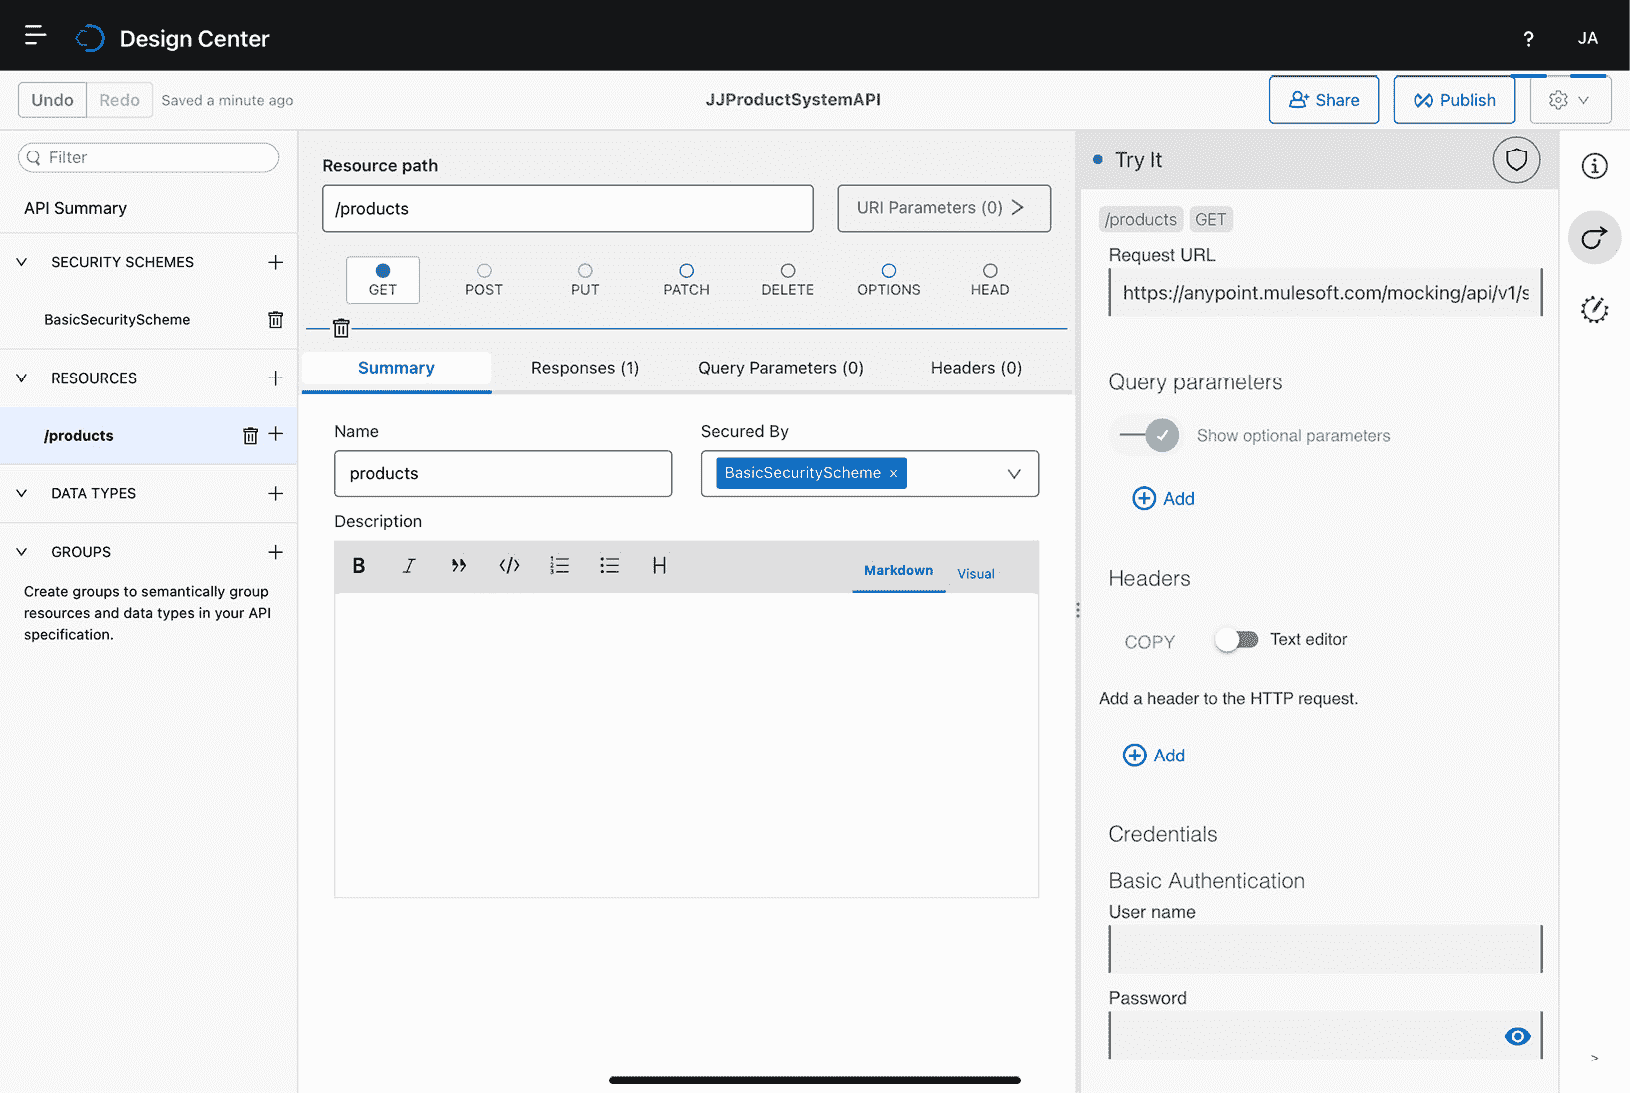 Design Center
?
JA
Undo
Redo
Saved a minute ago
JJProductSystemAPI
Share
Publish
Filter
API Summary
SECURITY SCHEMES
BasicSecurityScheme
RESOURCES
/products
DATA TYPES
GROUPS
Create groups to semantically group
resources and data types in your API
specification.
Resource path
/products
URI Parameters (0)
GET
POST
PUT
PATCH
DELETE
OPTIONS
HEAD
Summary
Responses (1)
Query Parameters (0)
Headers (0)
Name
products
Secured By
BasicSecurityScheme ×
Description
B I H
Markdown
Visual
Try It
/products GET
Request URL
https://anypoint.mulesoft.com/mocking/api/v1/s
Query parameters
Show optional parameters
Add
Headers
COPY
Text editor
Add a header to the HTTP request.
Add
Credentials
Basic Authentication
User name
Password